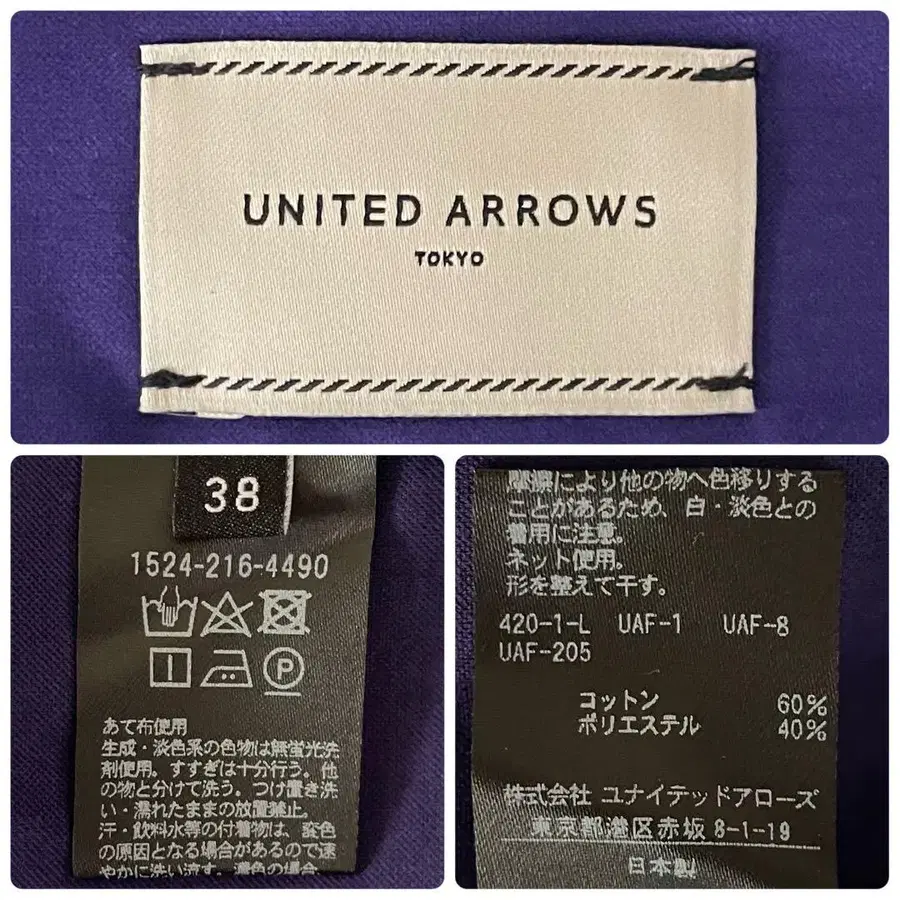 UNITED ARROWS
TOKYO
38
1524-216-4490
あて布使用
生成・淡色系の色物は無蛍光洗
剤使用。すすぎは十分行う。他
の物と分けて洗う。つけ置き洗
い・濡れたままの放置禁止。
汗・飲料水等の付着物は、変色
の原因となる場合があるので速
やかに洗い流す。濃色の場合
摩擦により他の物へ色移りする
ことがあるため、白・淡色との
着用に注意。
ネット使用。
形を整えて干す。
420-1-L UAF-1 UAF-8
UAF-205
コットン 60%
ポリエステル 40%
株式会社 ユナイテッドアローズ
東京都港区赤坂 8-1-19
日本製